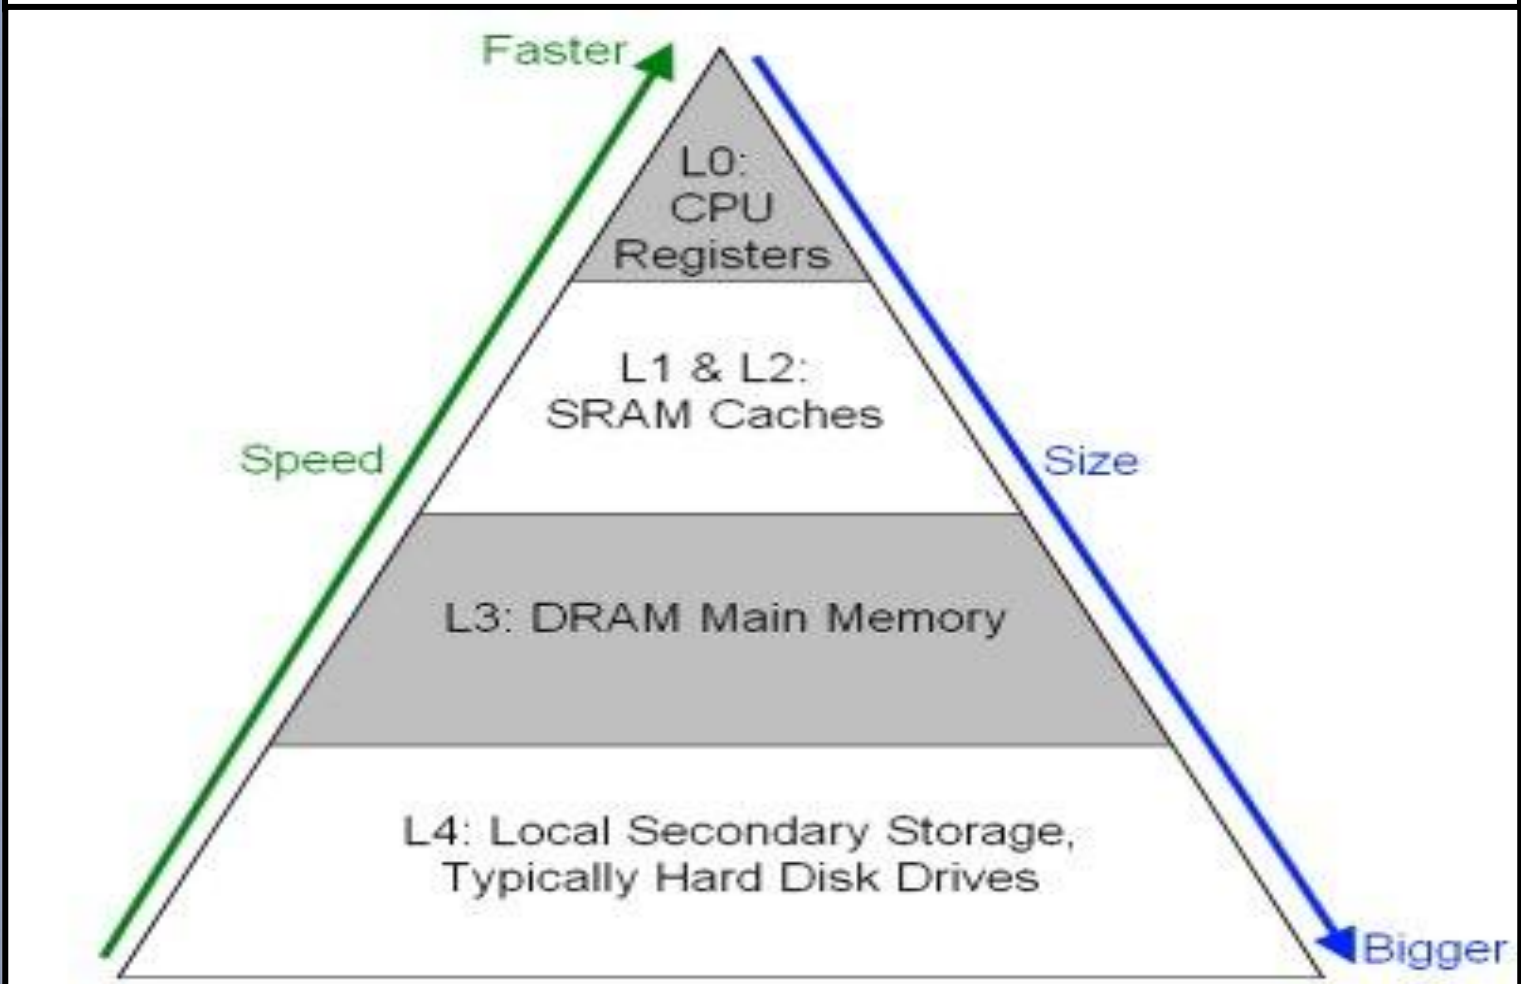 Faster
L0:
CPU
Registers
L1 & L2:
SRAM Caches
Speed
Size
L3: DRAM Main Memory
L4: Local Secondary Storage,
Typically Hard Disk Drives
Bigger